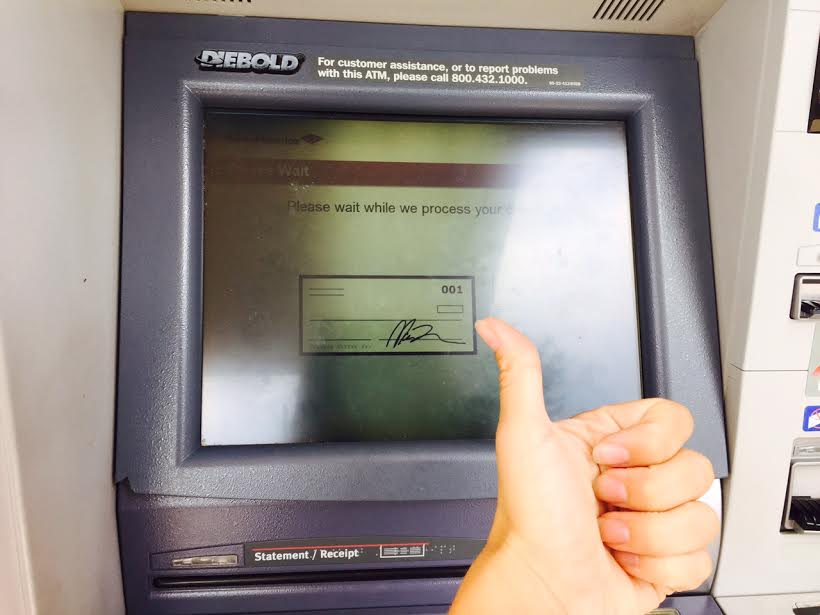 DIEBOLD
For customer assistance, or to report problems
with this ATM, please call 800.432.1000.
Wait
Please wait while we process your
001
Statement / Receipt